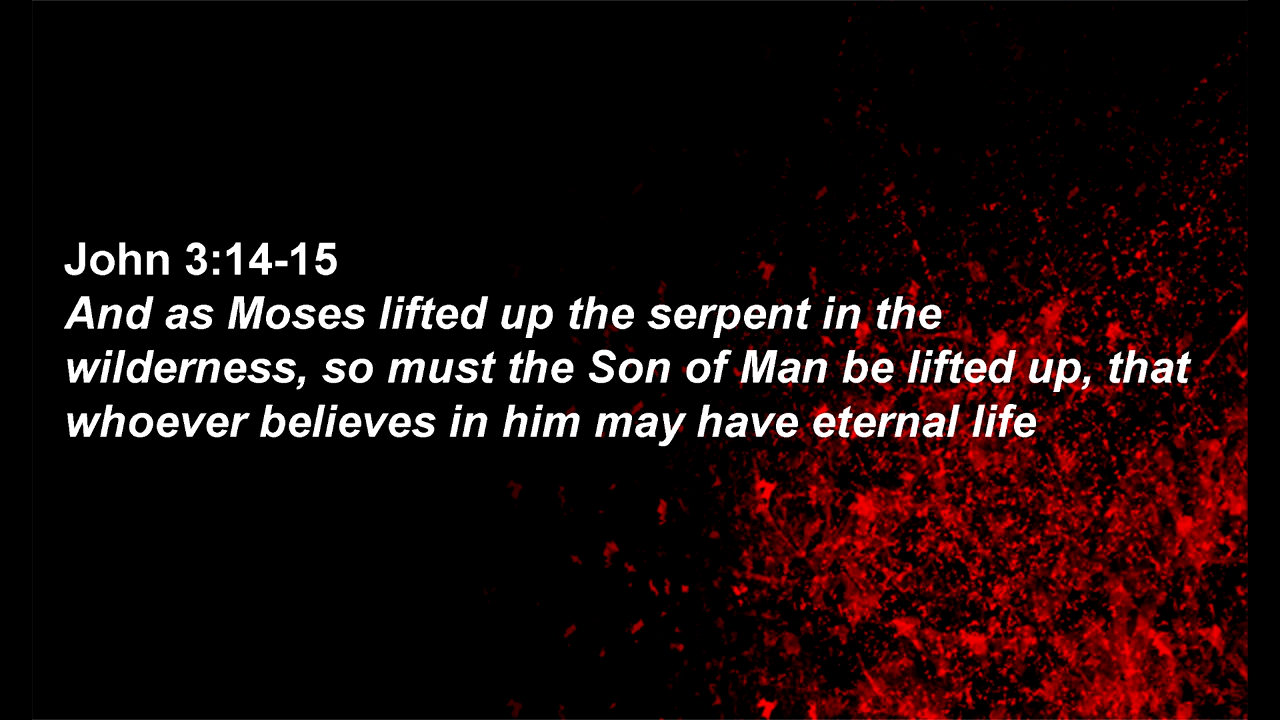 John 3:14-15
And as Moses lifted up the serpent in the
wilderness, so must the Son of Man be lifted up, that
whoever believes in him may have eternal life